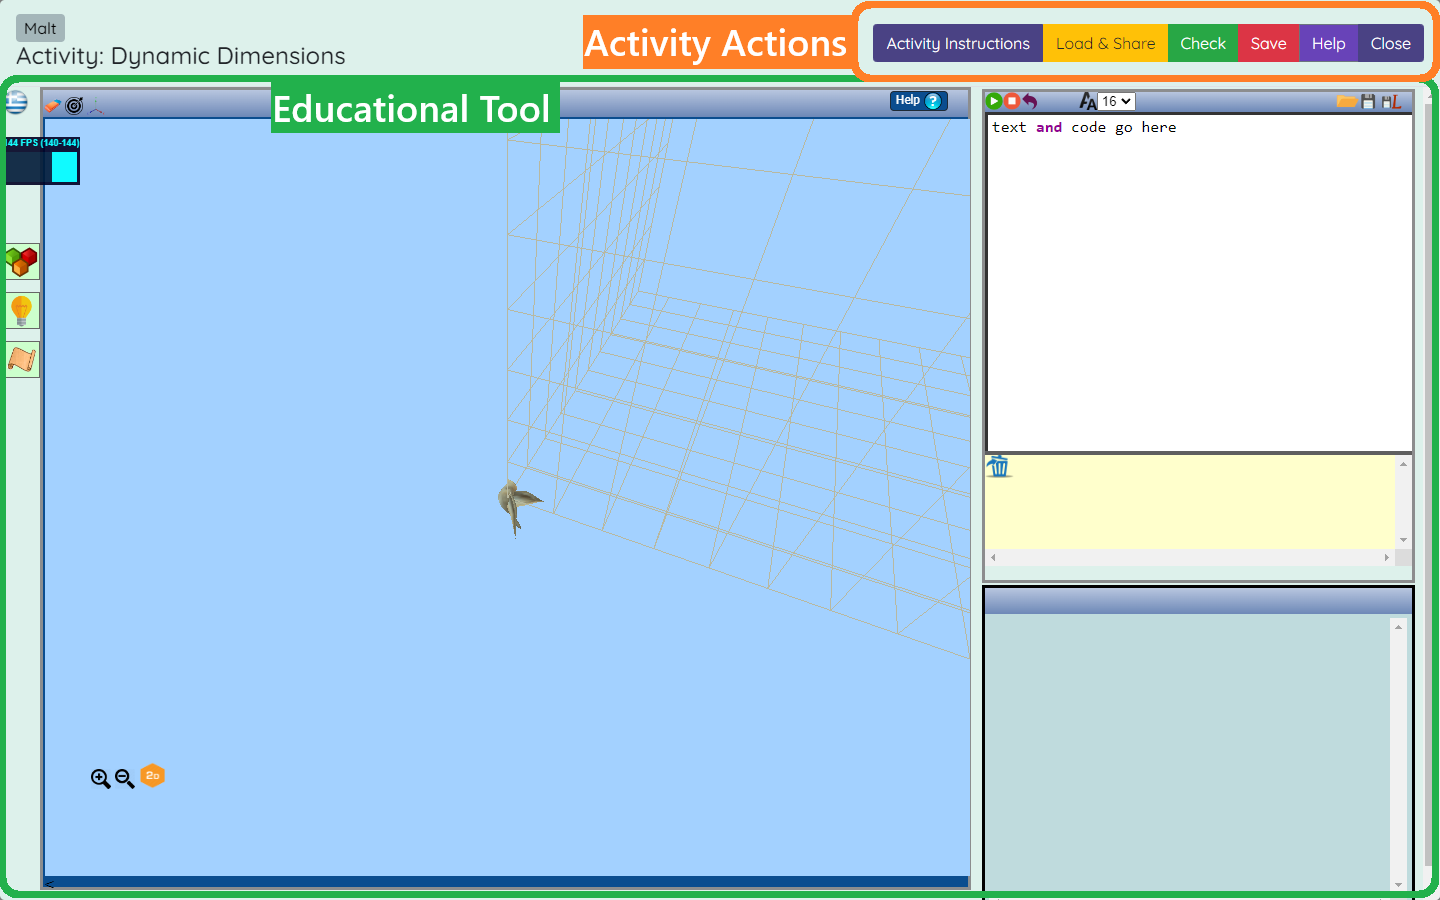 Malt
Activity: Dynamic Dimensions
Activity Actions
Activity Instructions
Load & Share
Check
Save
Help
Close
Educational Tool
Help ?
16
144 FPS (140-144)
text and code go here
2D